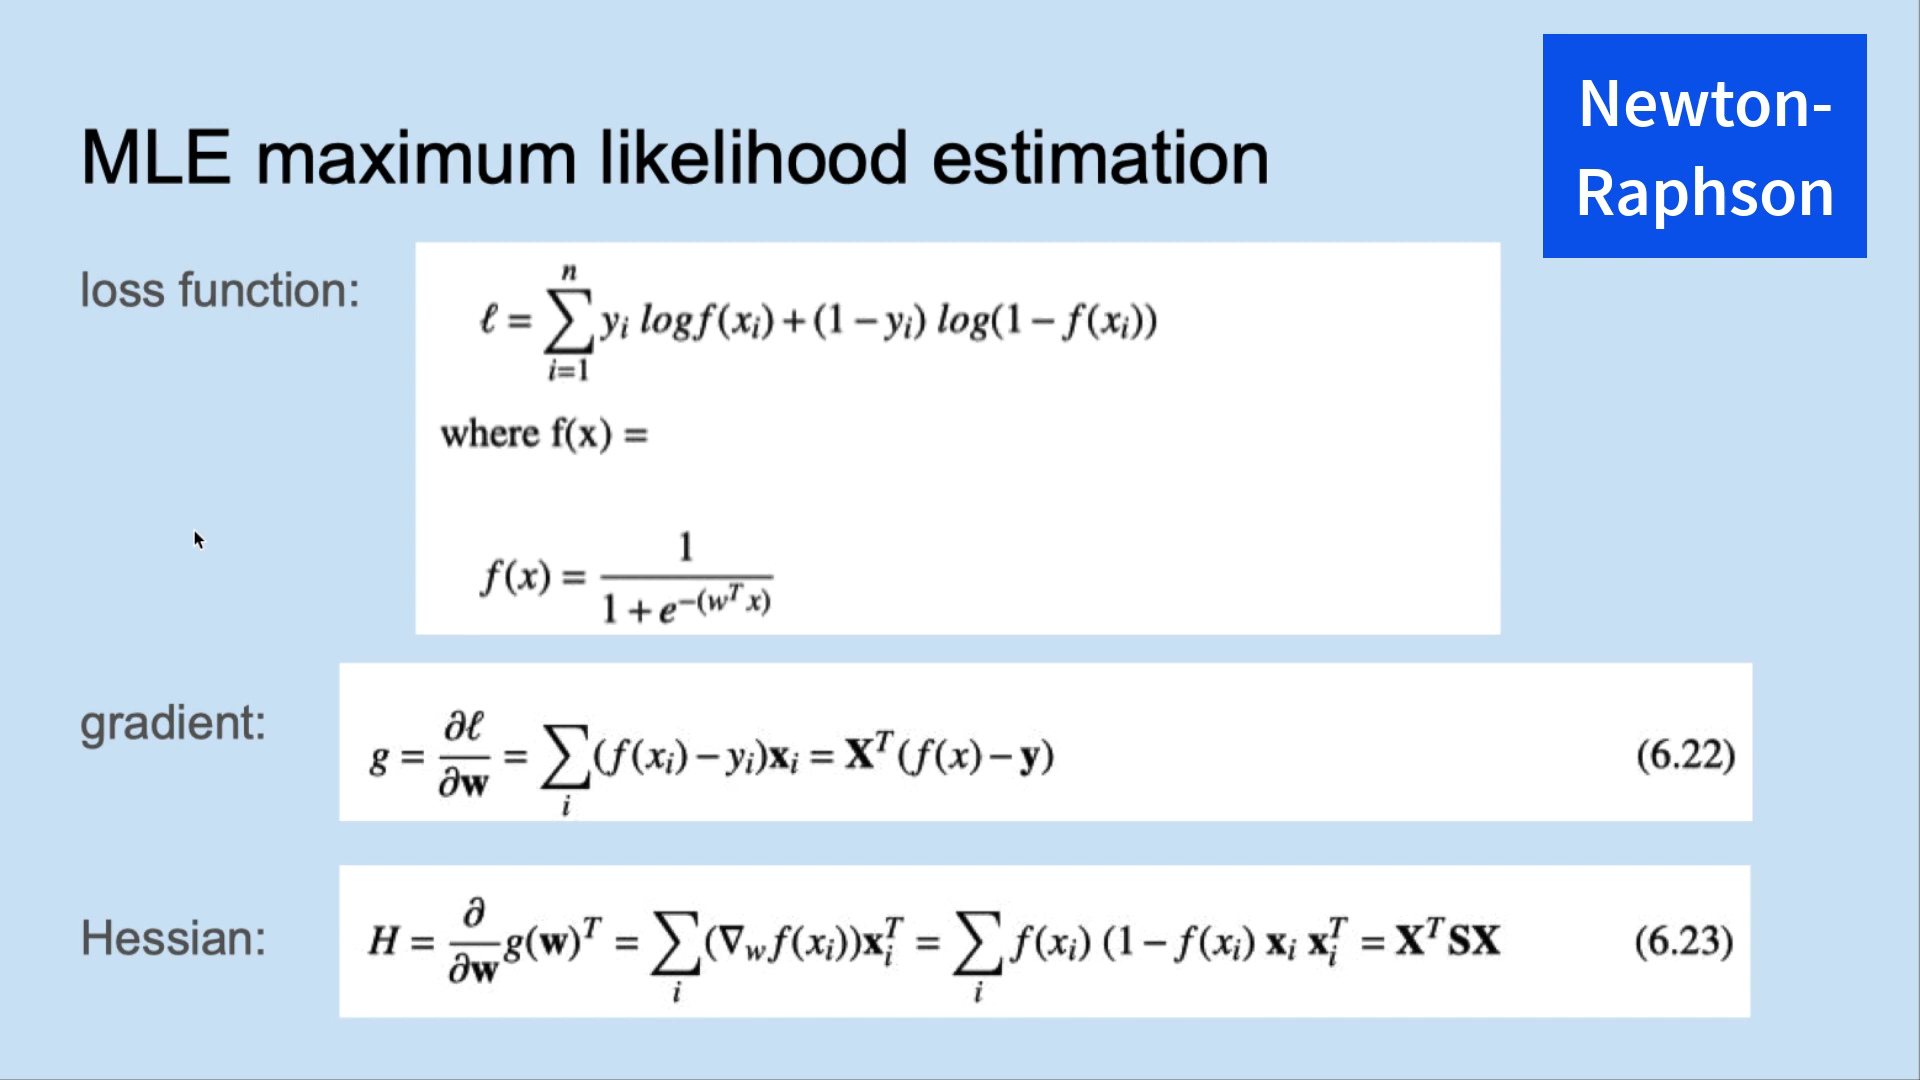 Newton-
Raphson
MLE maximum likelihood estimation
loss function:
ℓ = ∑_{i=1}^{n} y_i log f(x_i) + (1 − y_i) log(1 − f(x_i))
where f(x) =
f(x) = 1 / (1 + e^{−(w^T x)})
gradient:
g = ∂ℓ/∂𝐰 = ∑_i (f(x_i) − y_i)𝐱_i = 𝐗^T (f(x) − 𝐲) (6.22)
Hessian:
H = ∂/∂𝐰 g(𝐰)^T = ∑_i (∇_w f(x_i))𝐱_i^T = ∑_i f(x_i) (1 − f(x_i) 𝐱_i 𝐱_i^T = 𝐗^T 𝐒𝐗 (6.23)